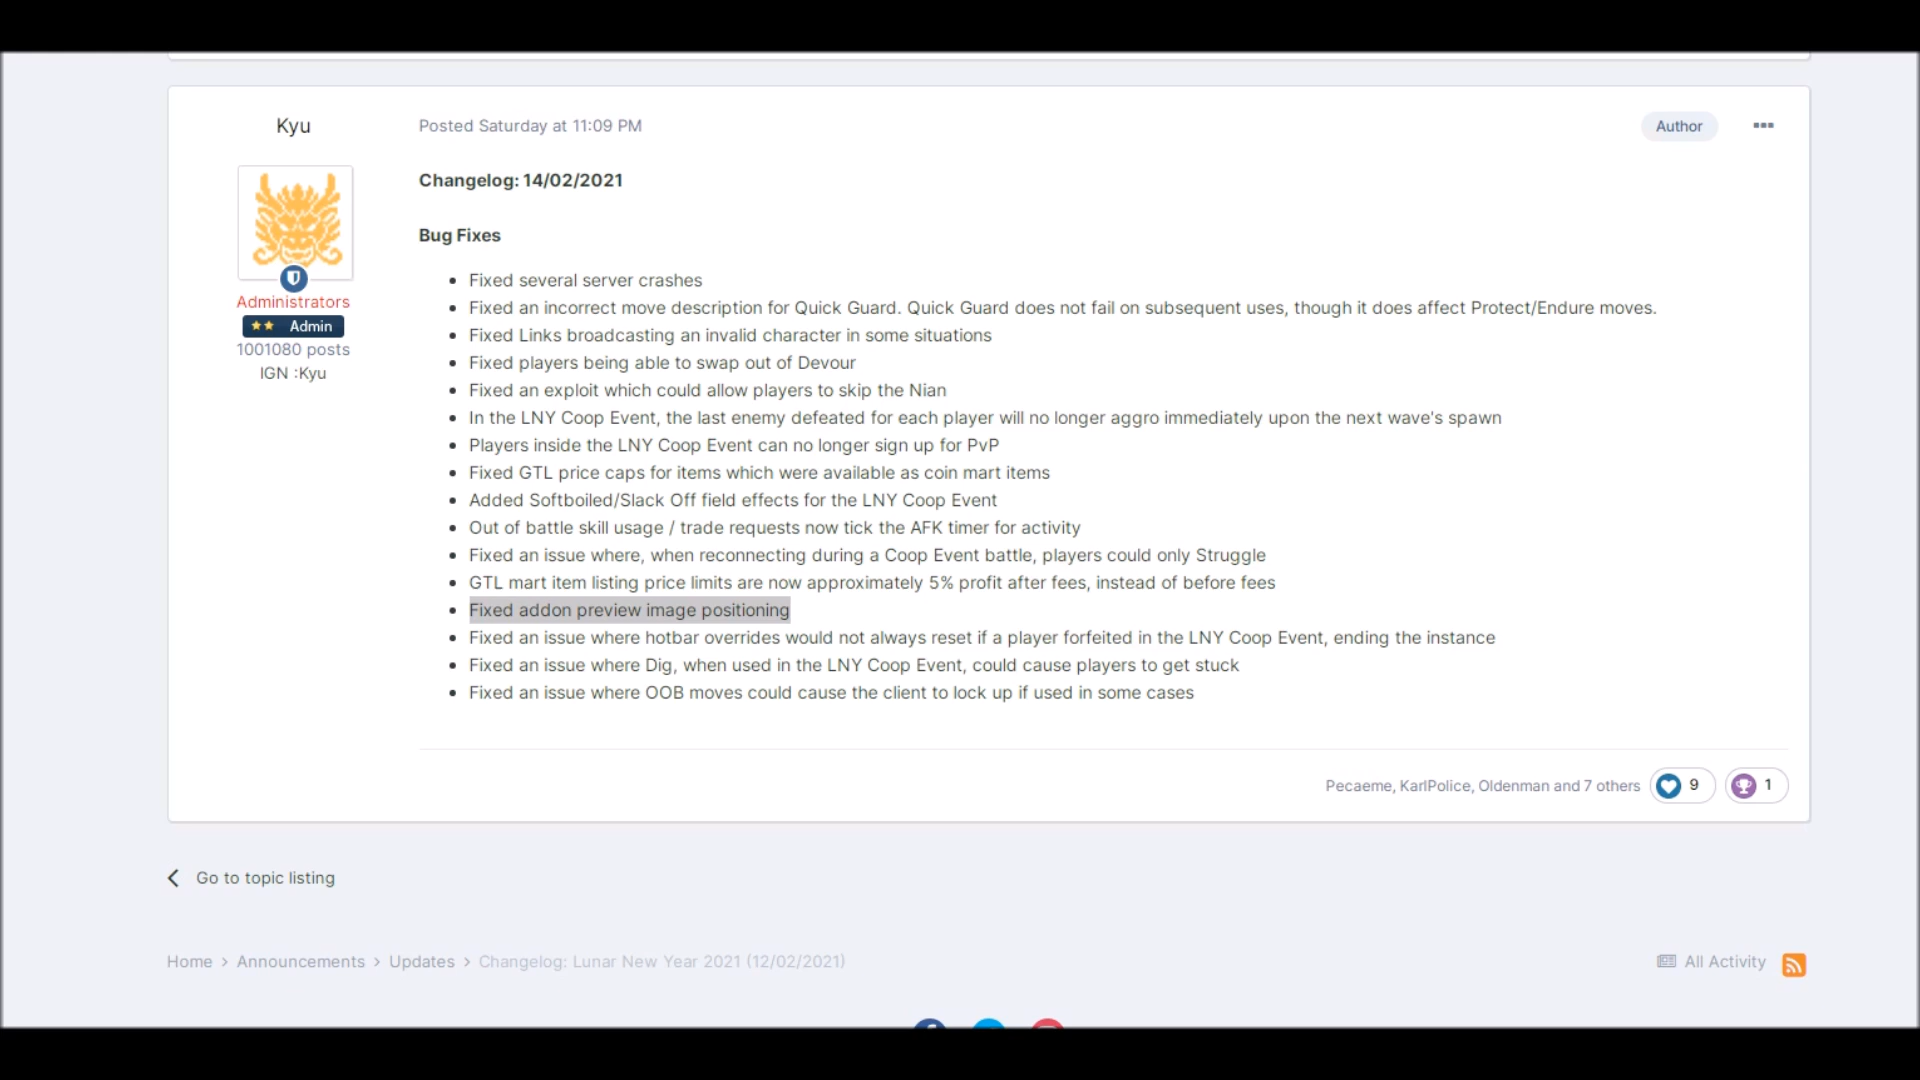 Kyu
Posted Saturday at 11:09 PM
Author
Changelog: 14/02/2021
Bug Fixes
Administrators
Admin
1001080 posts
IGN :Kyu
Fixed several server crashes
Fixed an incorrect move description for Quick Guard. Quick Guard does not fail on subsequent uses, though it does affect Protect/Endure moves.
Fixed Links broadcasting an invalid character in some situations
Fixed players being able to swap out of Devour
Fixed an exploit which could allow players to skip the Nian
In the LNY Coop Event, the last enemy defeated for each player will no longer aggro immediately upon the next wave's spawn
Players inside the LNY Coop Event can no longer sign up for PvP
Fixed GTL price caps for items which were available as coin mart items
Added Softboiled/Slack Off field effects for the LNY Coop Event
Out of battle skill usage / trade requests now tick the AFK timer for activity
Fixed an issue where, when reconnecting during a Coop Event battle, players could only Struggle
GTL mart item listing price limits are now approximately 5% profit after fees, instead of before fees
Fixed addon preview image positioning
Fixed an issue where hotbar overrides would not always reset if a player forfeited in the LNY Coop Event, ending the instance
Fixed an issue where Dig, when used in the LNY Coop Event, could cause players to get stuck
Fixed an issue where OOB moves could cause the client to lock up if used in some cases
Pecaeme, KarlPolice, Oldenman and 7 others 9 1
Go to topic listing
Home > Announcements > Updates > Changelog: Lunar New Year 2021 (12/02/2021)
All Activity